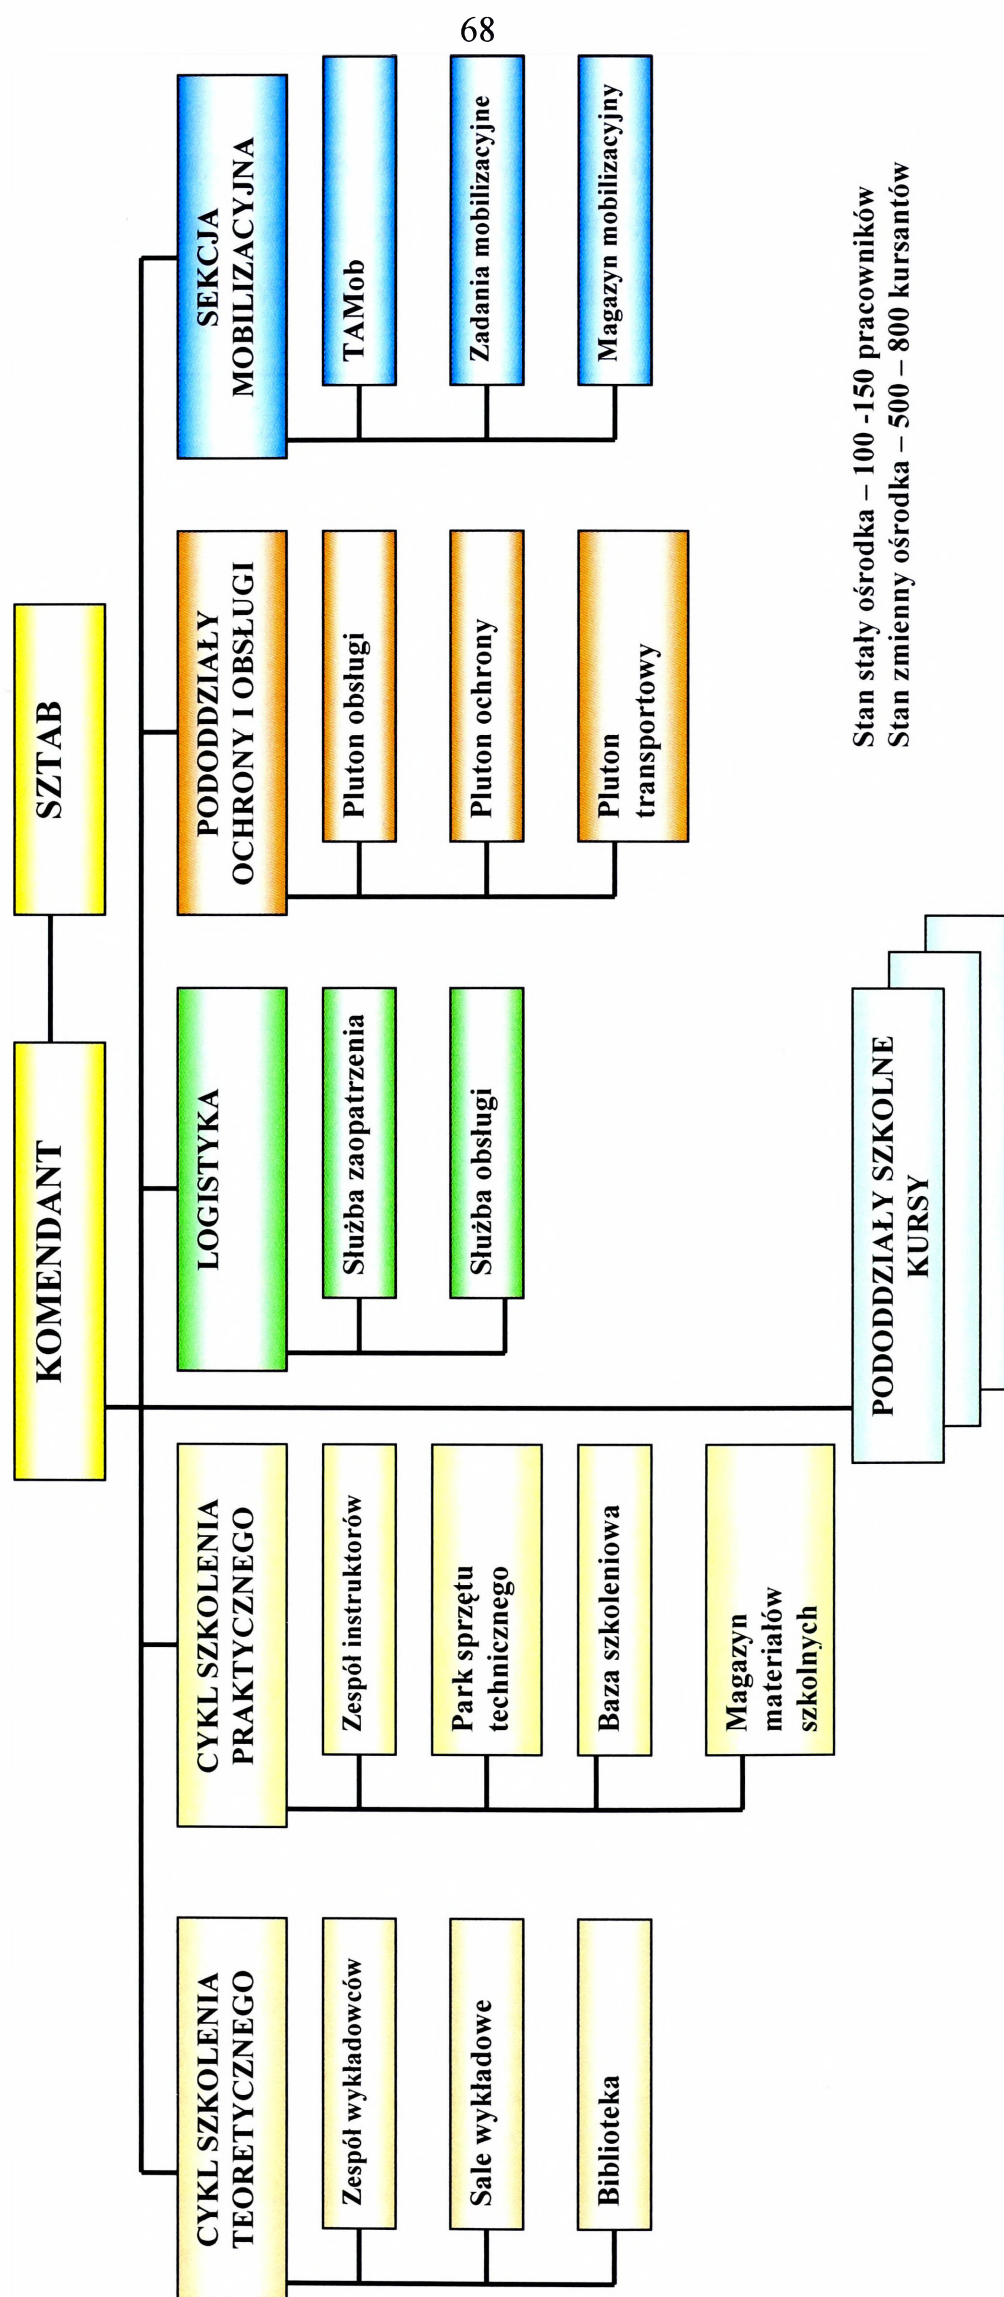 68
KOMENDANT
SZTAB
CYKL SZKOLENIA
TEORETYCZNEGO
Zespół wykładowców
Sale wykładowe
Biblioteka
CYKL SZKOLENIA
PRAKTYCZNEGO
Zespół instruktorów
Park sprzętu
technicznego
Baza szkoleniowa
Magazyn
materiałów
szkolnych
LOGISTYKA
Służba zaopatrzenia
Służba obsługi
PODODDZIAŁY
OCHRONY I OBSŁUGI
Pluton obsługi
Pluton ochrony
Pluton
transportowy
SEKCJA
MOBILIZACYJNA
TAMob
Zadania mobilizacyjne
Magazyn mobilizacyjny
PODODDZIAŁY SZKOLNE
KURSY
Stan stały ośrodka – 100 -150 pracowników
Stan zmienny ośrodka – 500 – 800 kursantów